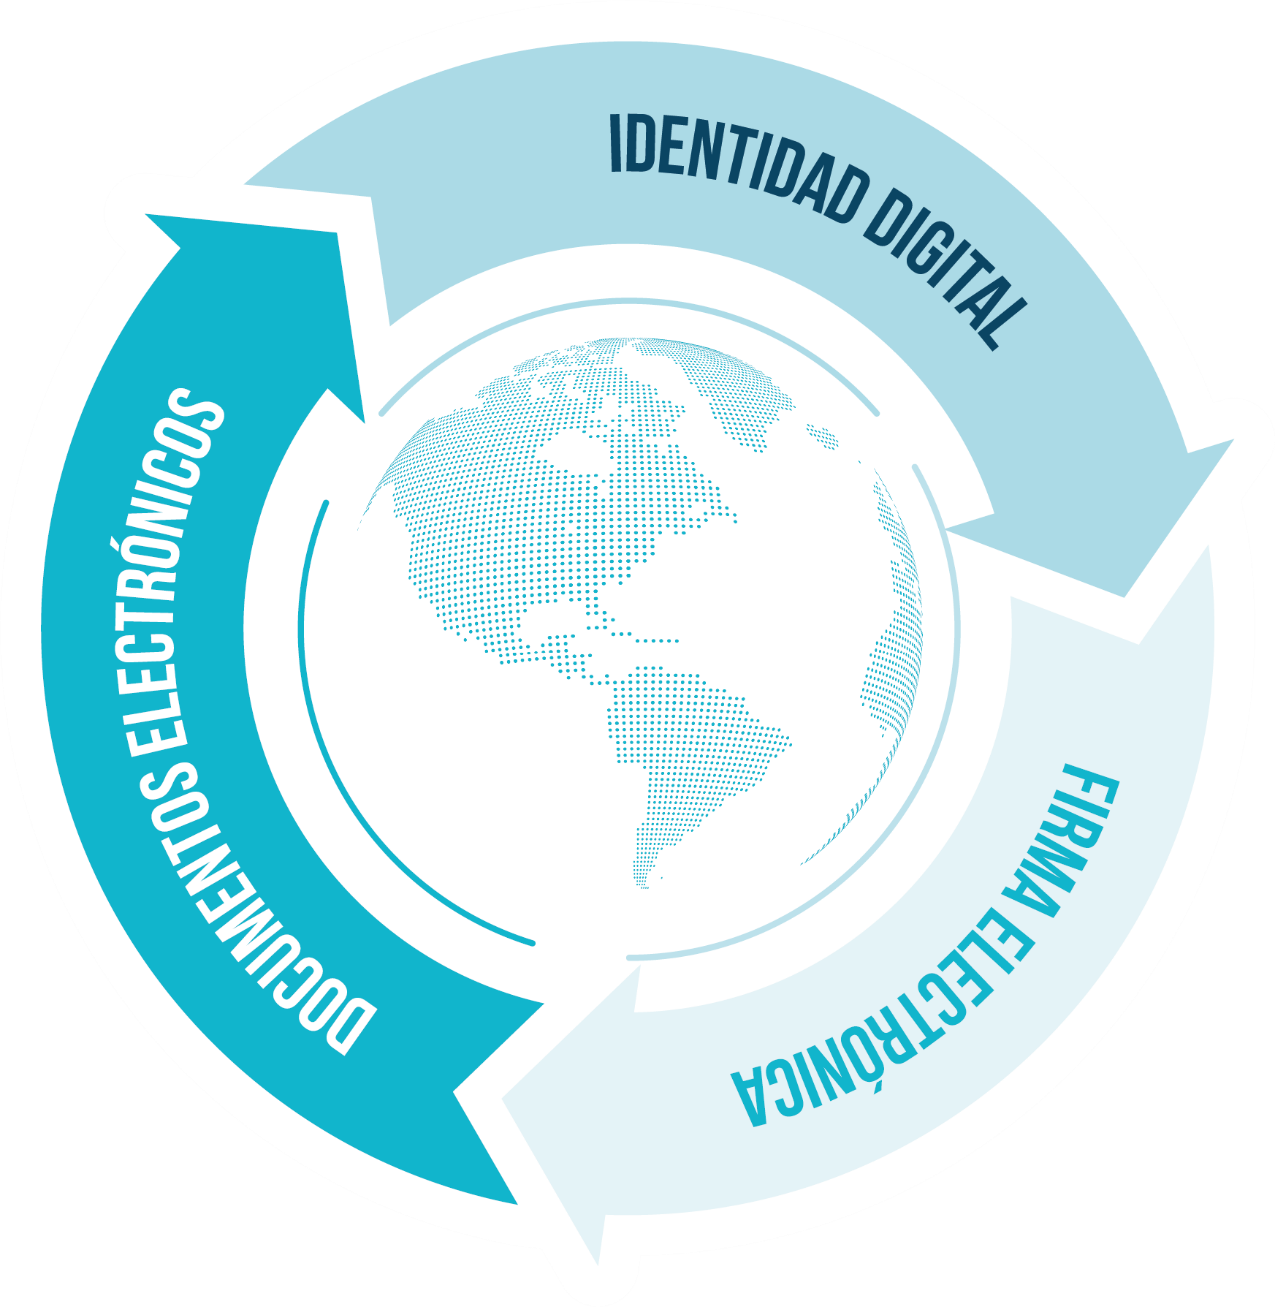 IDENTIDAD DIGITAL
FIRMA ELECTRÓNICA
DOCUMENTOS ELECTRÓNICOS